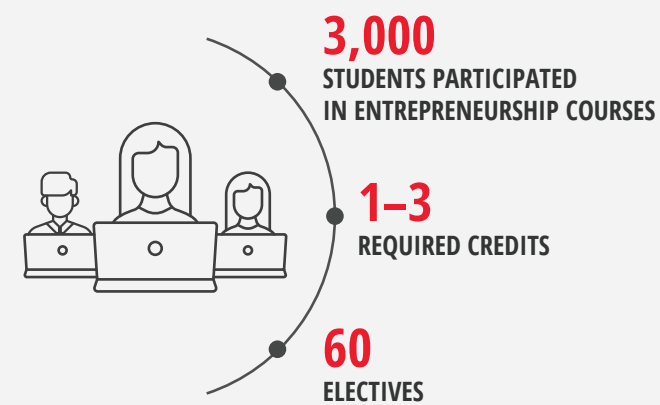 3,000
STUDENTS PARTICIPATED
IN ENTREPRENEURSHIP COURSES
1–3
REQUIRED CREDITS
60
ELECTIVES